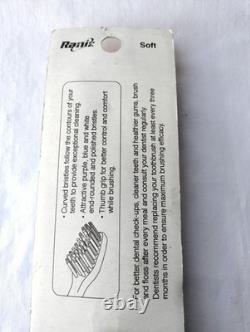 Soft
• Curved bristles follow the contours of your
teeth to provide exceptional cleaning.
• Attractive purple, blue and white
end-rounded and polished bristles.
• Thumb grip for better control and comfort
while brushing.
For better dental check-ups, cleaner teeth and healthier gums, brush
and floss after every meal and consult your dentist regularly.
Dentists recommend replacing your toothbrush at least every three
months in order to ensure maximum brushing efficacy.